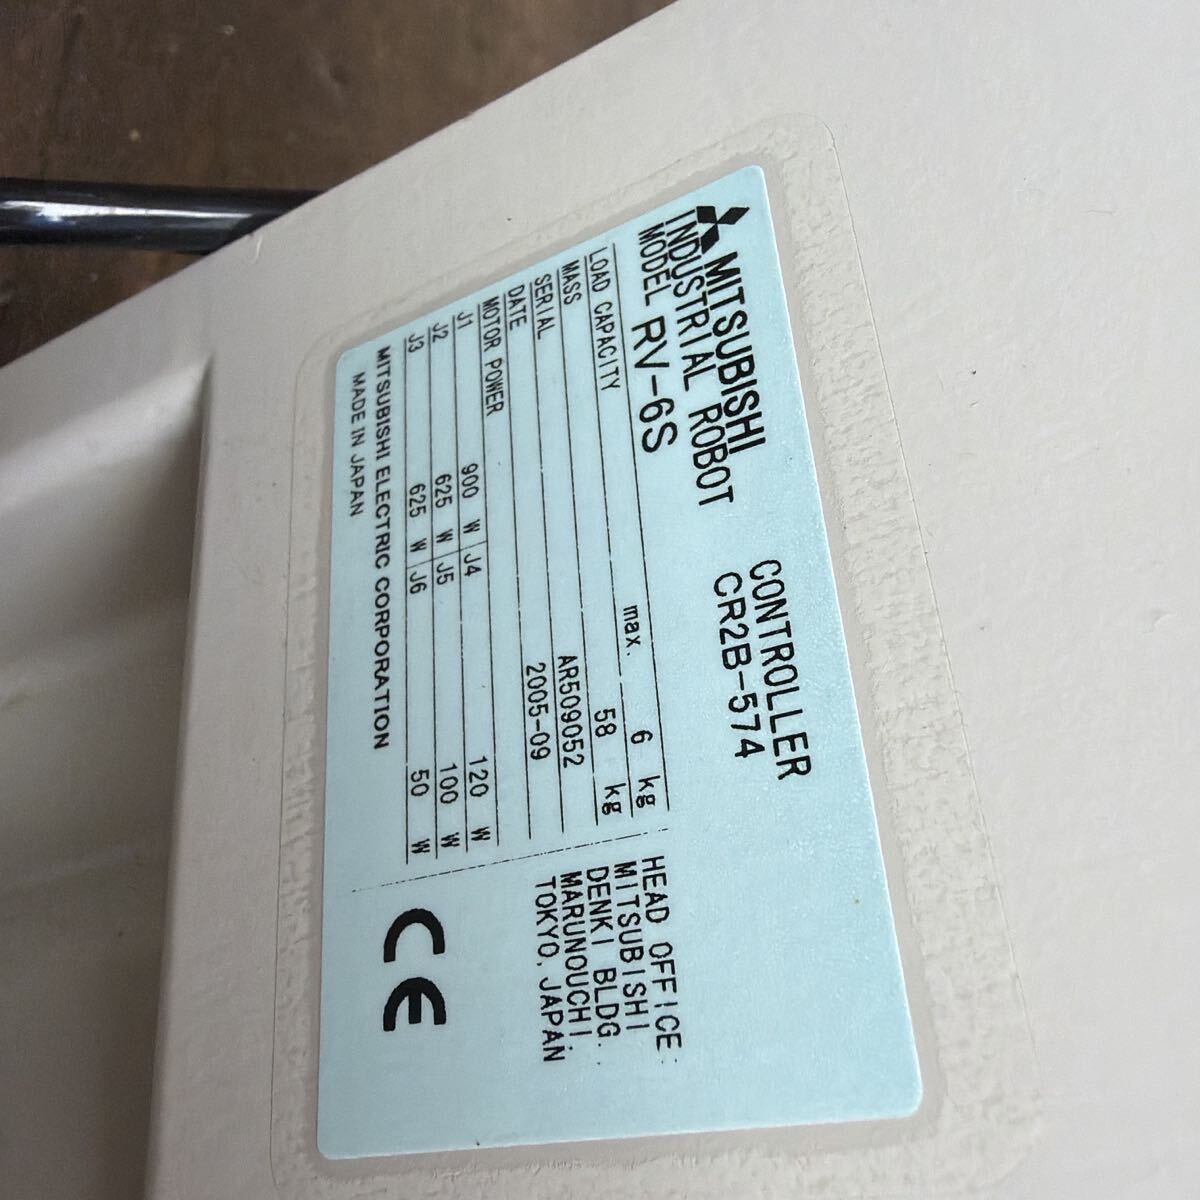 MITSUBISHI
INDUSTRIAL ROBOT
MODEL RV-6S
CONTROLLER
CR2B-574
LOAD CAPACITY max. 6 kg
MASS 58 kg
SERIAL AR509052
DATE 2005-09
MOTOR POWER
J1 900 W J4 120 W
J2 625 W J5 100 W
J3 625 W J6 50 W
MITSUBISHI ELECTRIC CORPORATION
MADE IN JAPAN
HEAD OFFICE:
MITSUBISHI
DENKI BLDG.,
MARUNOUCHI,
TOKYO, JAPAN
CE